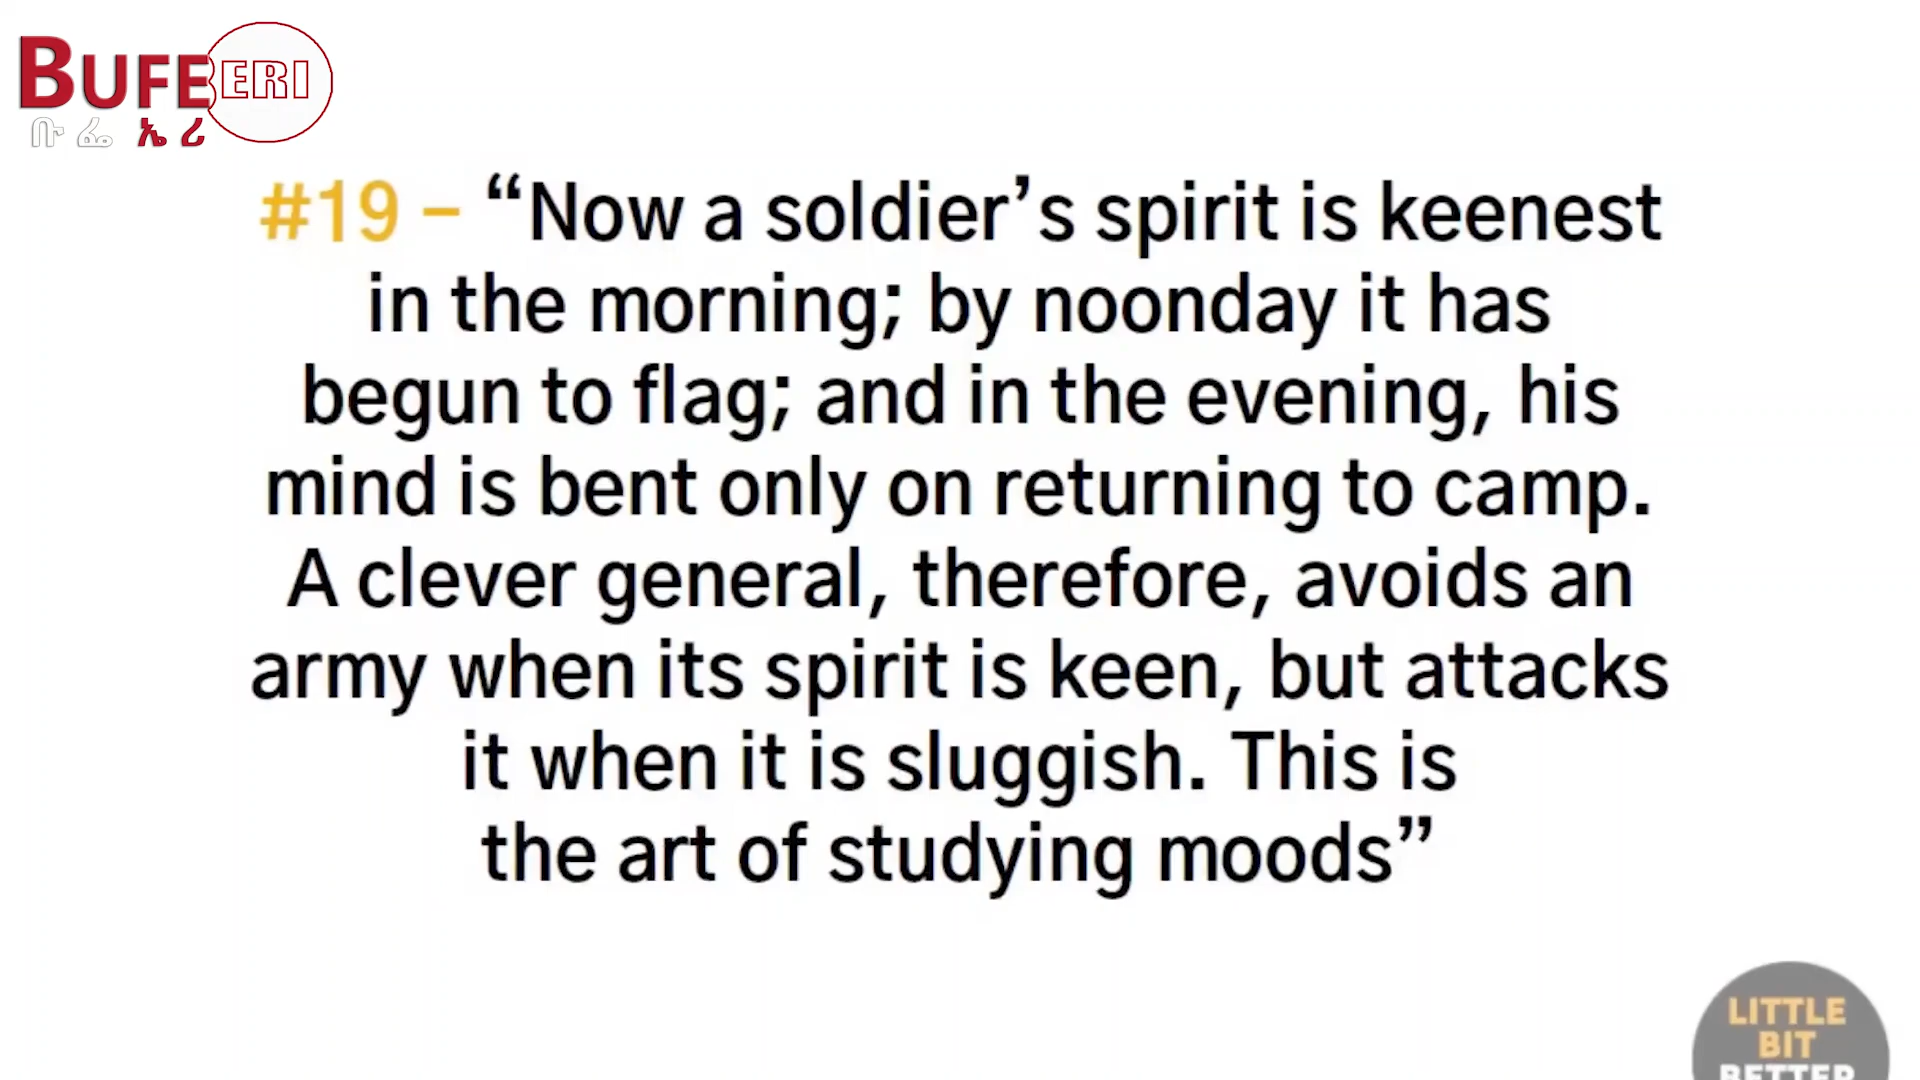 BUFE ERI
ቡፌ ኤሪ
#19 – “Now a soldier’s spirit is keenest
in the morning; by noonday it has
begun to flag; and in the evening, his
mind is bent only on returning to camp.
A clever general, therefore, avoids an
army when its spirit is keen, but attacks
it when it is sluggish. This is
the art of studying moods”
LITTLE
BIT
BETTER